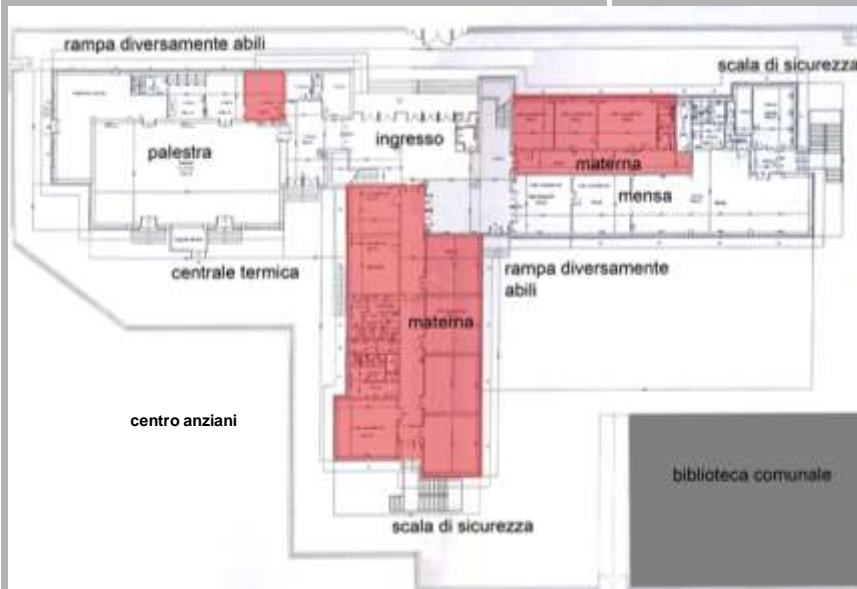 rampa diversamente abili
scala di sicurezza
ingresso
palestra
materna
mensa
centrale termica
rampa diversamente
abili
materna
centro anziani
biblioteca comunale
scala di sicurezza